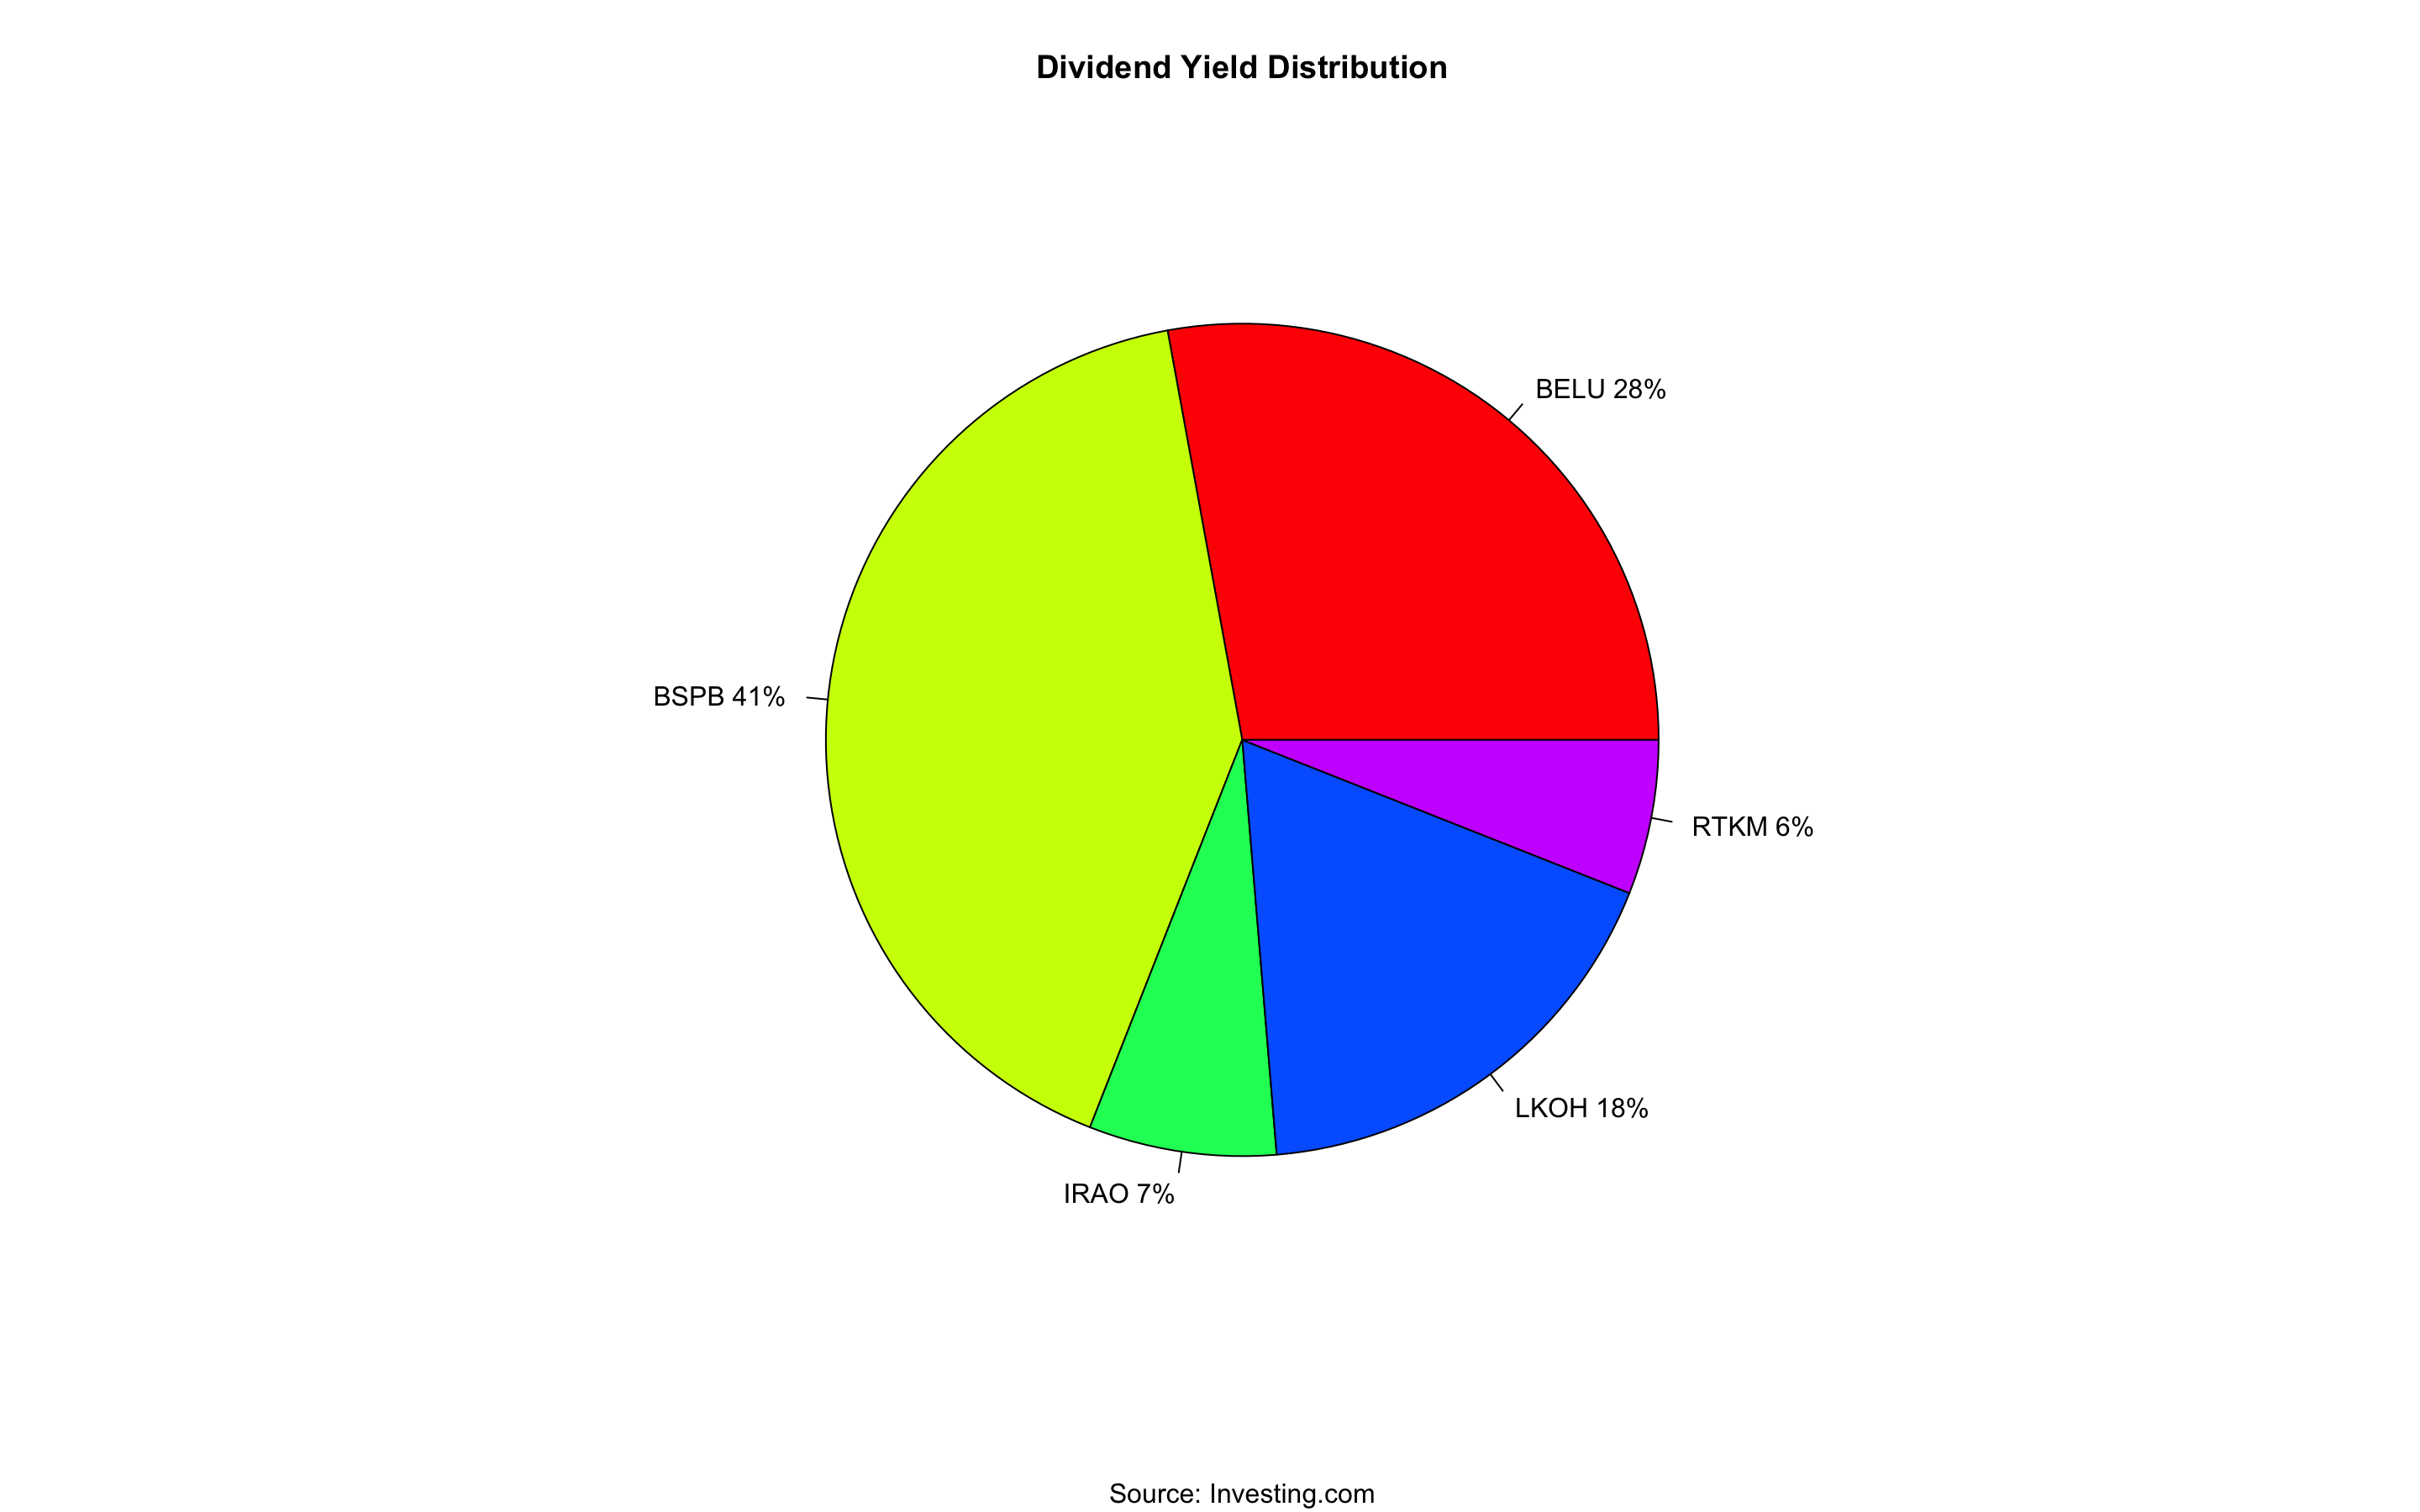 Dividend Yield Distribution
BELU 28%
BSPB 41%
RTKM 6%
LKOH 18%
IRAO 7%
Source: Investing.com